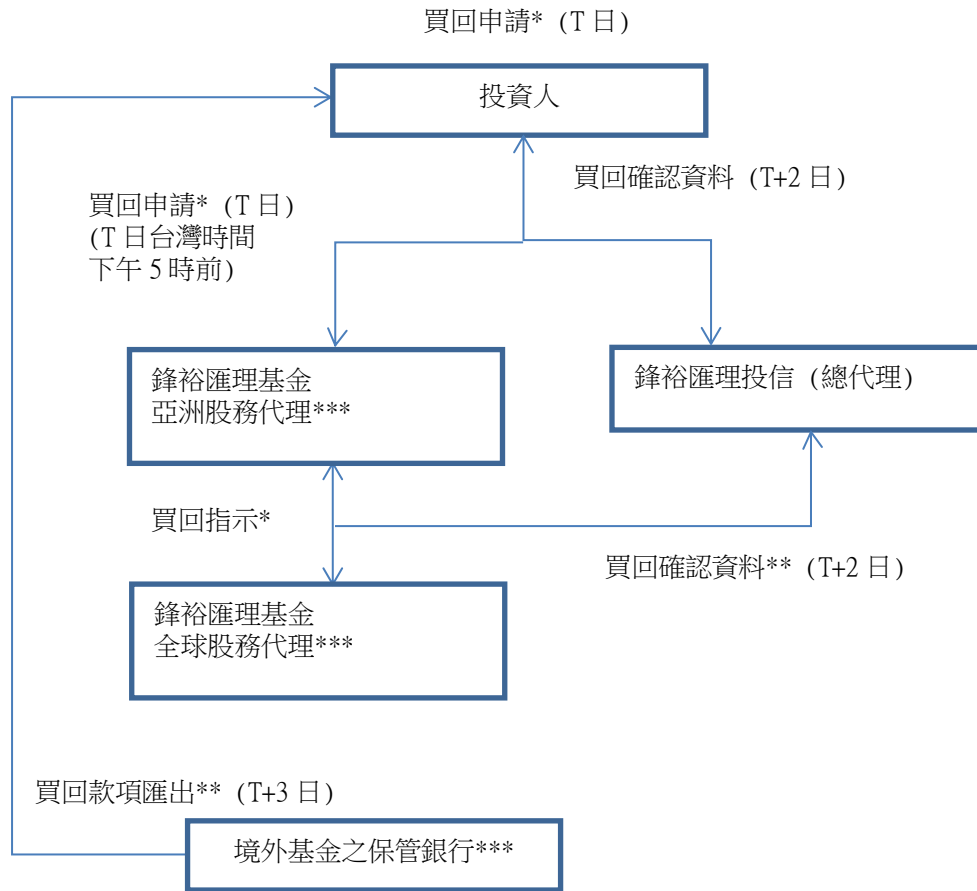 買回申請* (T 日)
投資人
買回確認資料 (T+2 日)
買回申請* (T 日)
(T 日台灣時間
下午 5 時前)
鋒裕匯理基金
亞洲股務代理***
鋒裕匯理投信 (總代理)
買回指示*
買回確認資料** (T+2 日)
鋒裕匯理基金
全球股務代理***
買回款項匯出** (T+3 日)
境外基金之保管銀行***